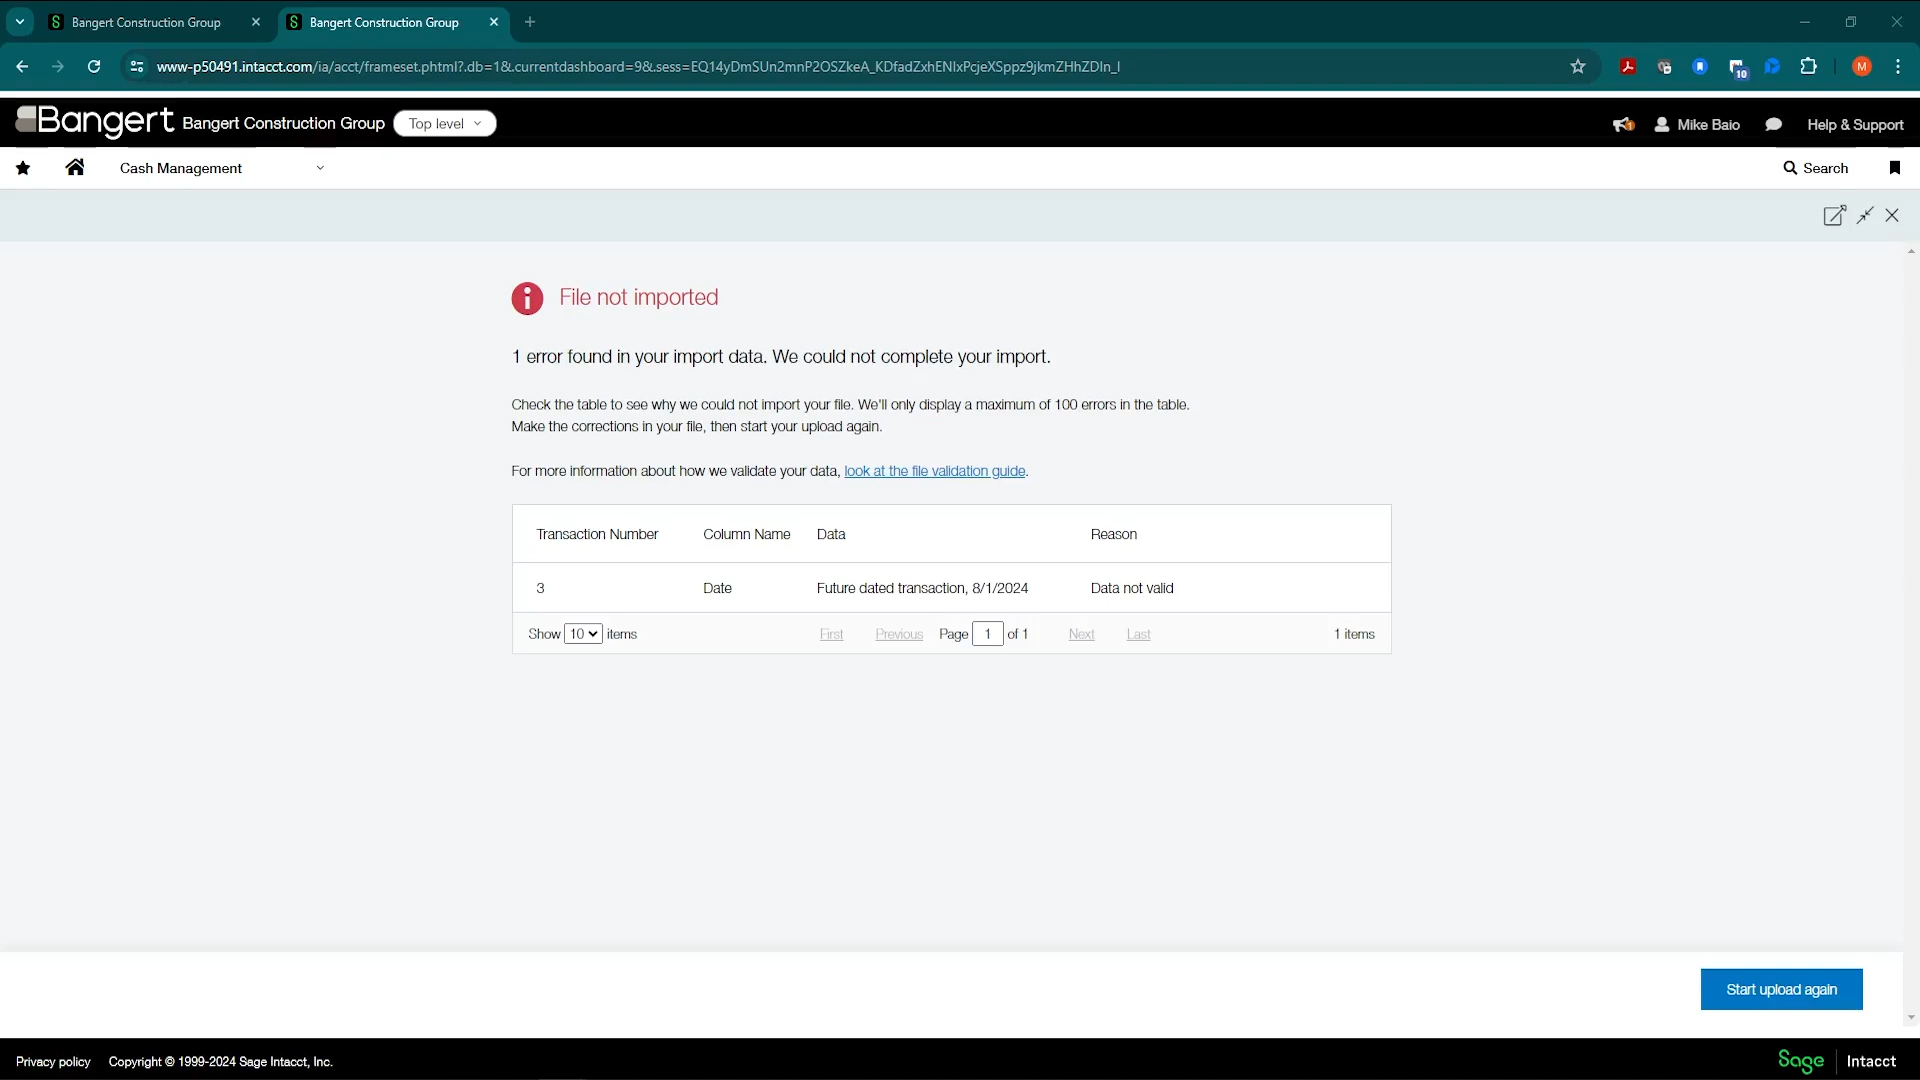 Bangert Construction Group
Bangert Construction Group
www-p50491.intacct.com/ia/acct/frameset.phtml?.db=1&.currentdashboard=9&.sess=EQ14yDmSUn2mnP2OSZkeA_KDfadZxhENIxPcjeXSppz9jkmZHhZDIn_I
10
M
Bangert Bangert Construction Group Top level
1 Mike Baio Help & Support
Cash Management
Search
File not imported
1 error found in your import data. We could not complete your import.
Check the table to see why we could not import your file. We'll only display a maximum of 100 errors in the table.
Make the corrections in your file, then start your upload again.
For more information about how we validate your data, look at the file validation guide.
Transaction Number Column Name Data Reason
3 Date Future dated transaction, 8/1/2024 Data not valid
Show 10 items First Previous Page 1 of 1 Next Last 1 items
Start upload again
Privacy policy Copyright © 1999-2024 Sage Intacct, Inc.
Sage Intacct